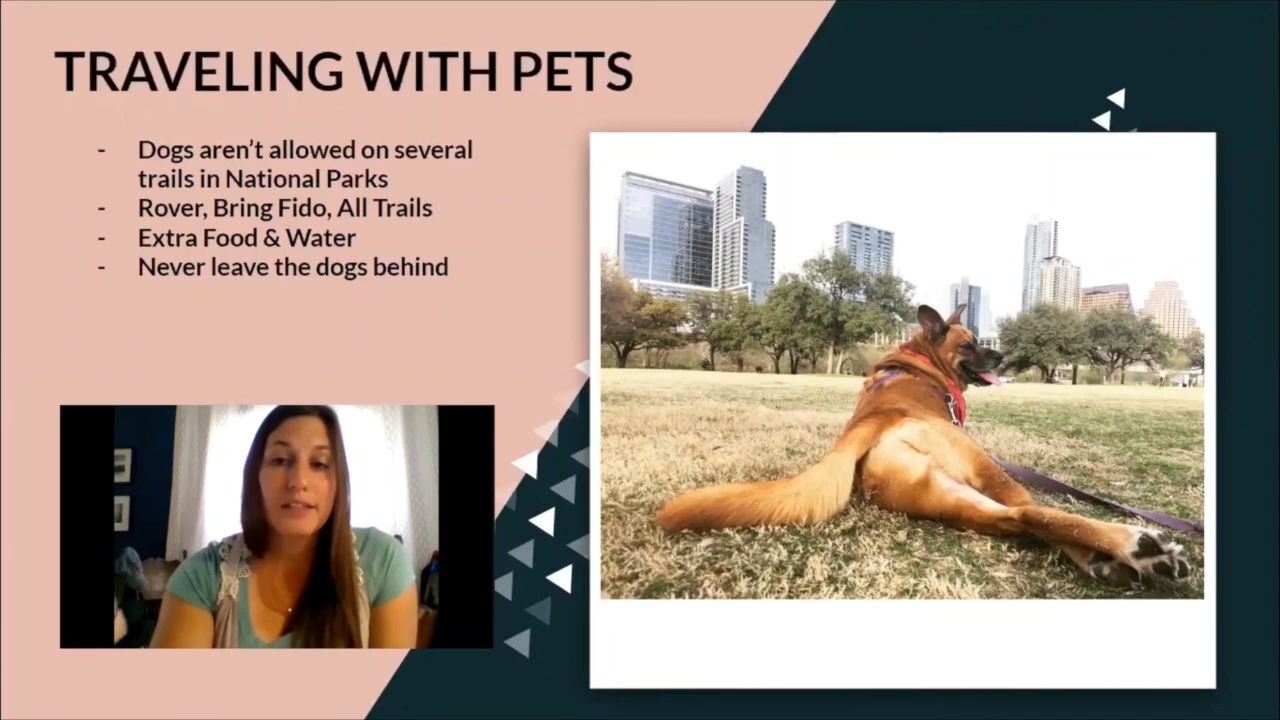 TRAVELING WITH PETS
- Dogs aren't allowed on several
trails in National Parks
- Rover, Bring Fido, All Trails
- Extra Food & Water
- Never leave the dogs behind